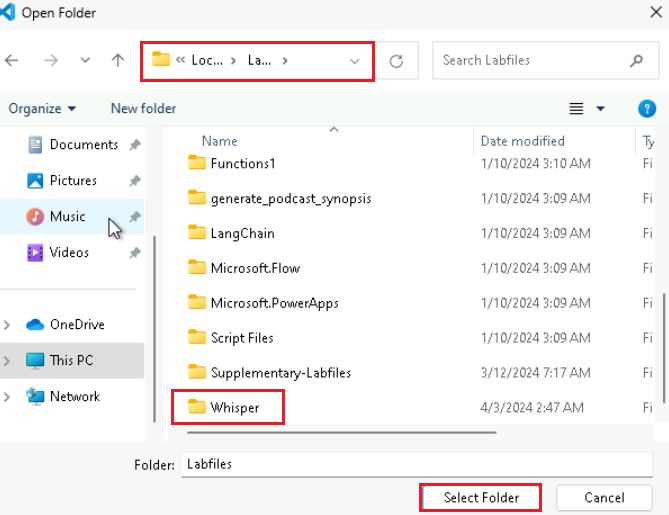 Open Folder
« Loc... > La... >
Search Labfiles
Organize
New folder
?
Name
Date modified
Ty
Documents
Pictures
Music
Videos
OneDrive
This PC
Network
Functions1 1/10/2024 3:10 AM Fi
generate_podcast_synopsis 1/10/2024 3:09 AM Fi
LangChain 1/10/2024 3:09 AM Fi
Microsoft.Flow 1/10/2024 3:09 AM Fi
Microsoft.PowerApps 1/10/2024 3:09 AM Fi
Script Files 1/10/2024 3:09 AM Fi
Supplementary-Labfiles 3/12/2024 7:17 AM Fi
Whisper 4/3/2024 2:47 AM Fi
Folder: Labfiles
Select Folder
Cancel